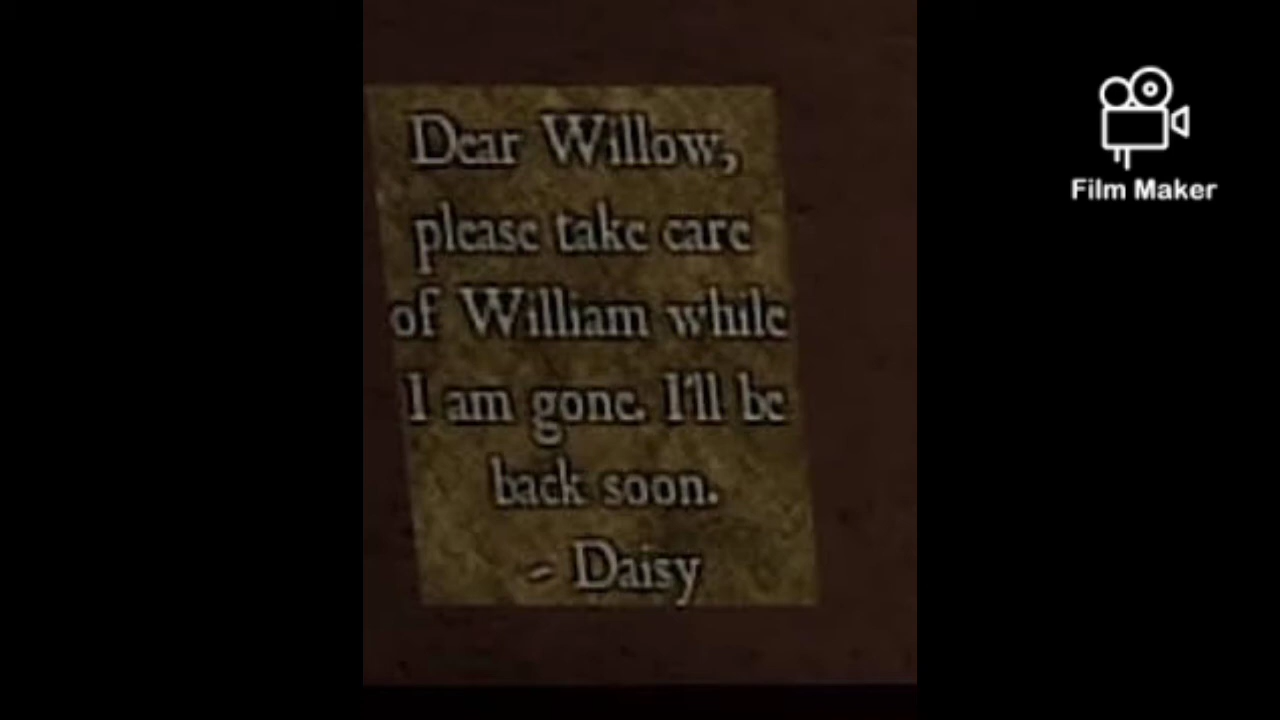 Dear Willow,
please take care
of William while
I am gone. I'll be
back soon.
- Daisy
Film Maker